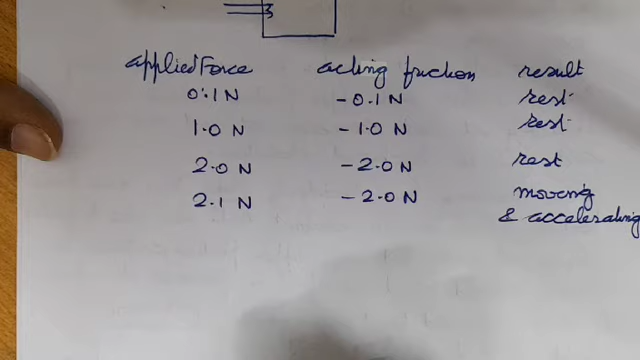 applied Force acting friction result
0.1 N -0.1 N rest
1.0 N -1.0 N rest
2.0 N -2.0 N rest
2.1 N -2.0 N moving
& accelerating